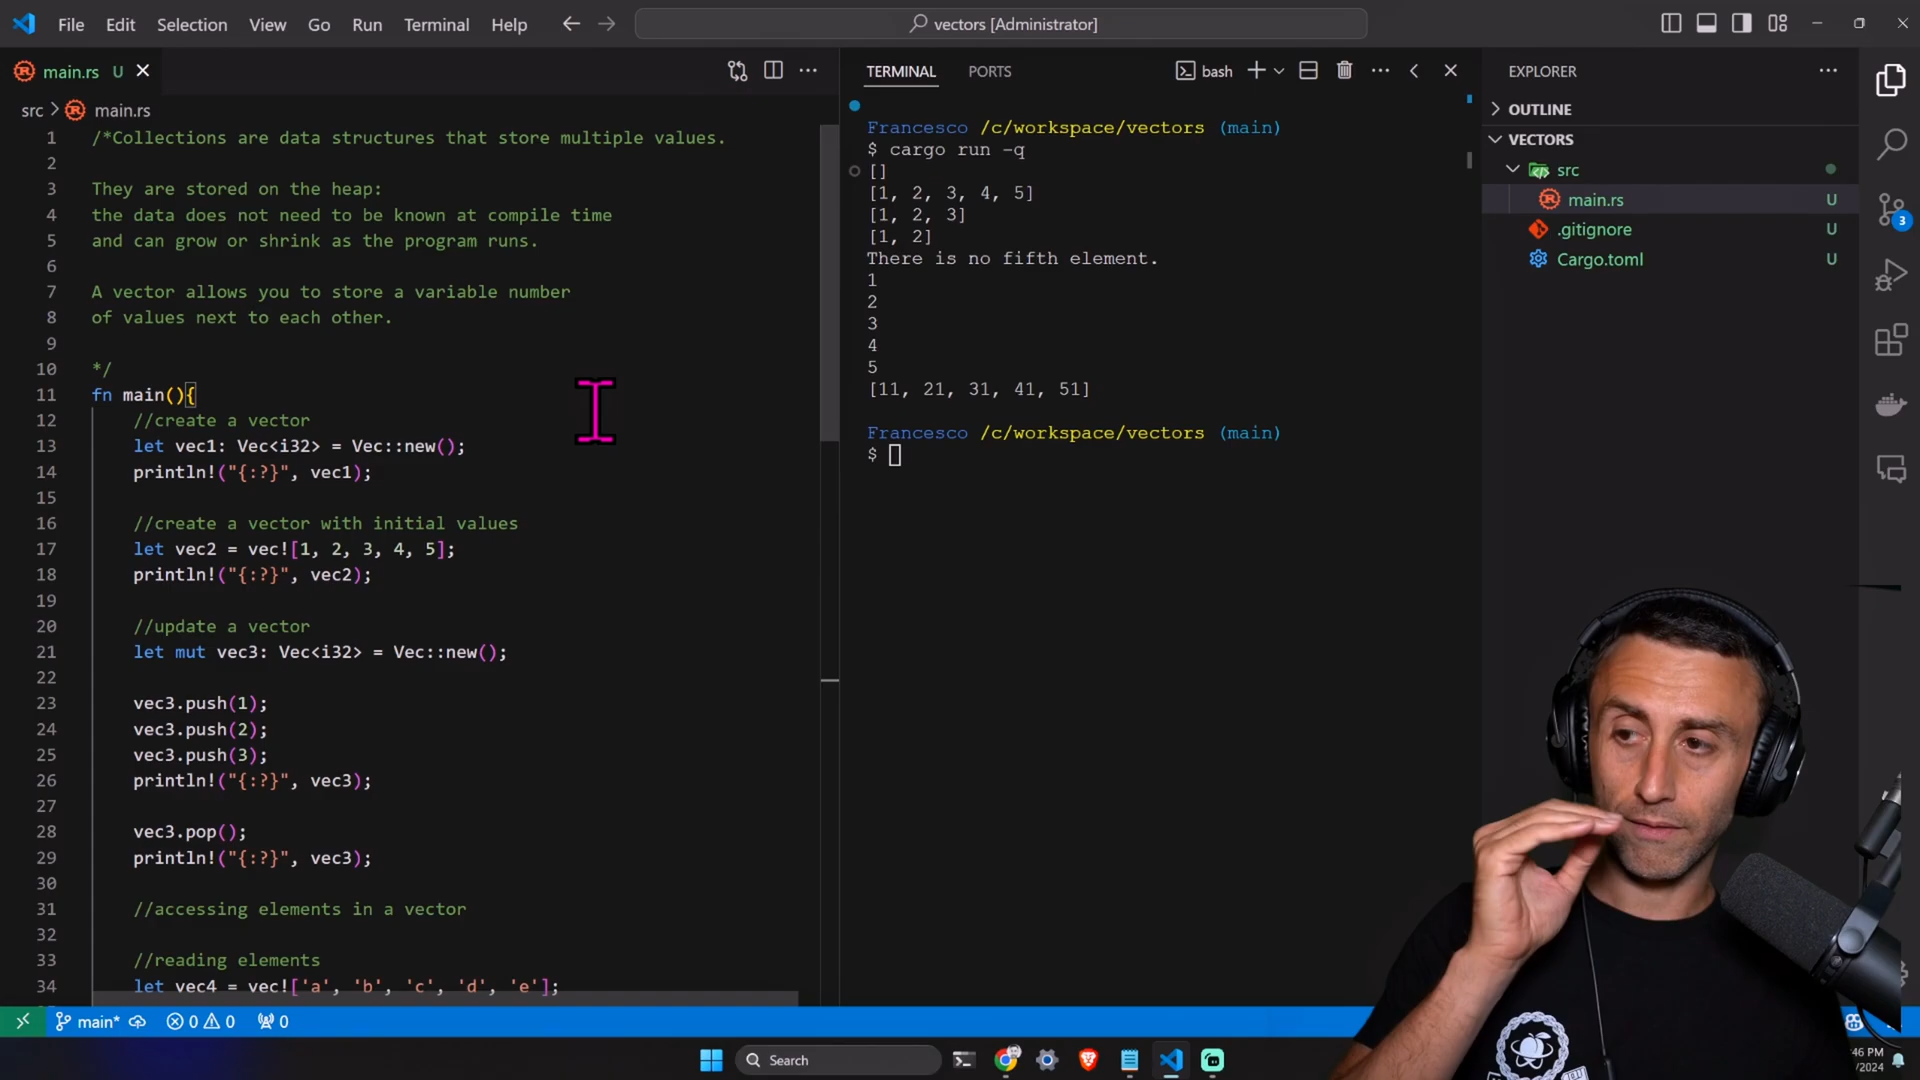 File Edit Selection View Go Run Terminal Help
vectors [Administrator]
main.rs U
src > main.rs
1 /*Collections are data structures that store multiple values.
2
3 They are stored on the heap:
4 the data does not need to be known at compile time
5 and can grow or shrink as the program runs.
6
7 A vector allows you to store a variable number
8 of values next to each other.
9
10 */
11 fn main(){
12 //create a vector
13 let vec1: Vec<i32> = Vec::new();
14 println!("{:?}", vec1);
15
16 //create a vector with initial values
17 let vec2 = vec![1, 2, 3, 4, 5];
18 println!("{:?}", vec2);
19
20 //update a vector
21 let mut vec3: Vec<i32> = Vec::new();
22
23 vec3.push(1);
24 vec3.push(2);
25 vec3.push(3);
26 println!("{:?}", vec3);
27
28 vec3.pop();
29 println!("{:?}", vec3);
30
31 //accessing elements in a vector
32
33 //reading elements
34 let vec4 = vec!['a', 'b', 'c', 'd', 'e'];
TERMINAL PORTS
bash
Francesco /c/workspace/vectors (main)
$ cargo run -q
[]
[1, 2, 3, 4, 5]
[1, 2, 3]
[1, 2]
There is no fifth element.
1
2
3
4
5
[11, 21, 31, 41, 51]
Francesco /c/workspace/vectors (main)
$
EXPLORER
OUTLINE
VECTORS
src
main.rs U
.gitignore U
Cargo.toml U
3
main* 0 0 0
Search